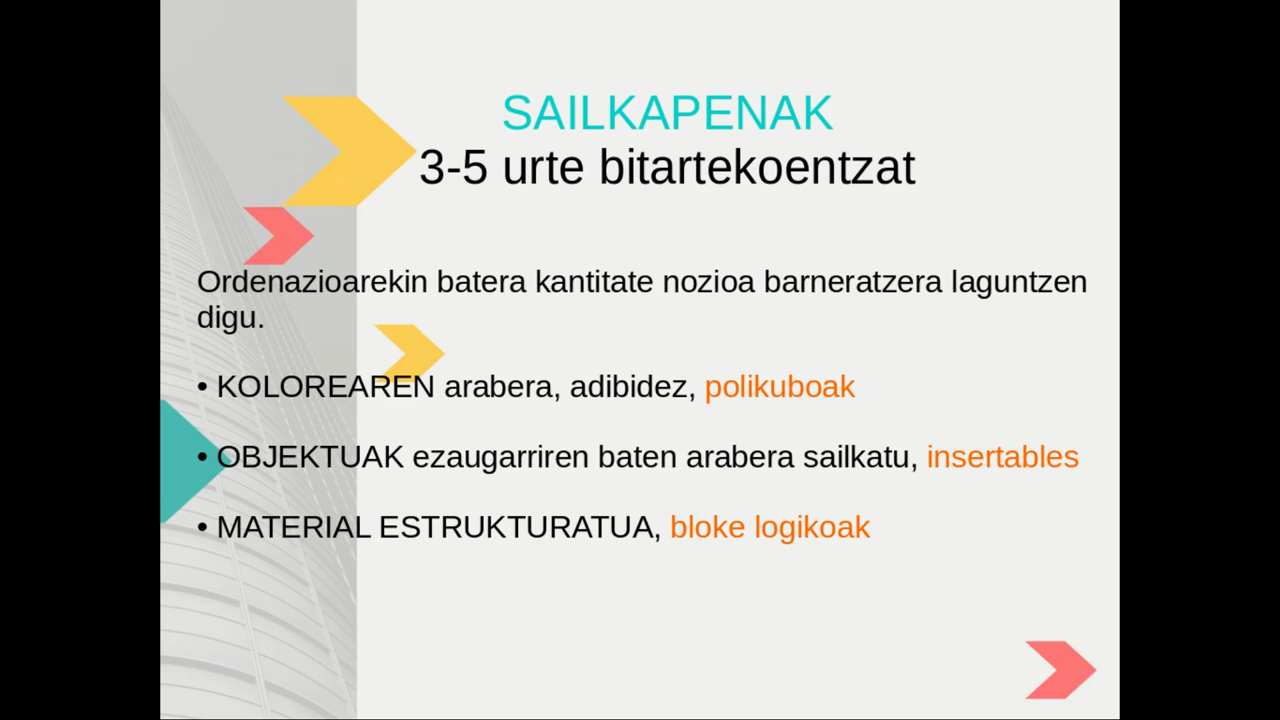 SAILKAPENAK
3-5 urte bitartekoentzat
Ordenazioarekin batera kantitate nozioa barneratzera laguntzen
digu.
• KOLOREAREN arabera, adibidez, polikuboak
• OBJEKTUAK ezaugarriren baten arabera sailkatu, insertables
• MATERIAL ESTRUKTURATUA, bloke logikoak